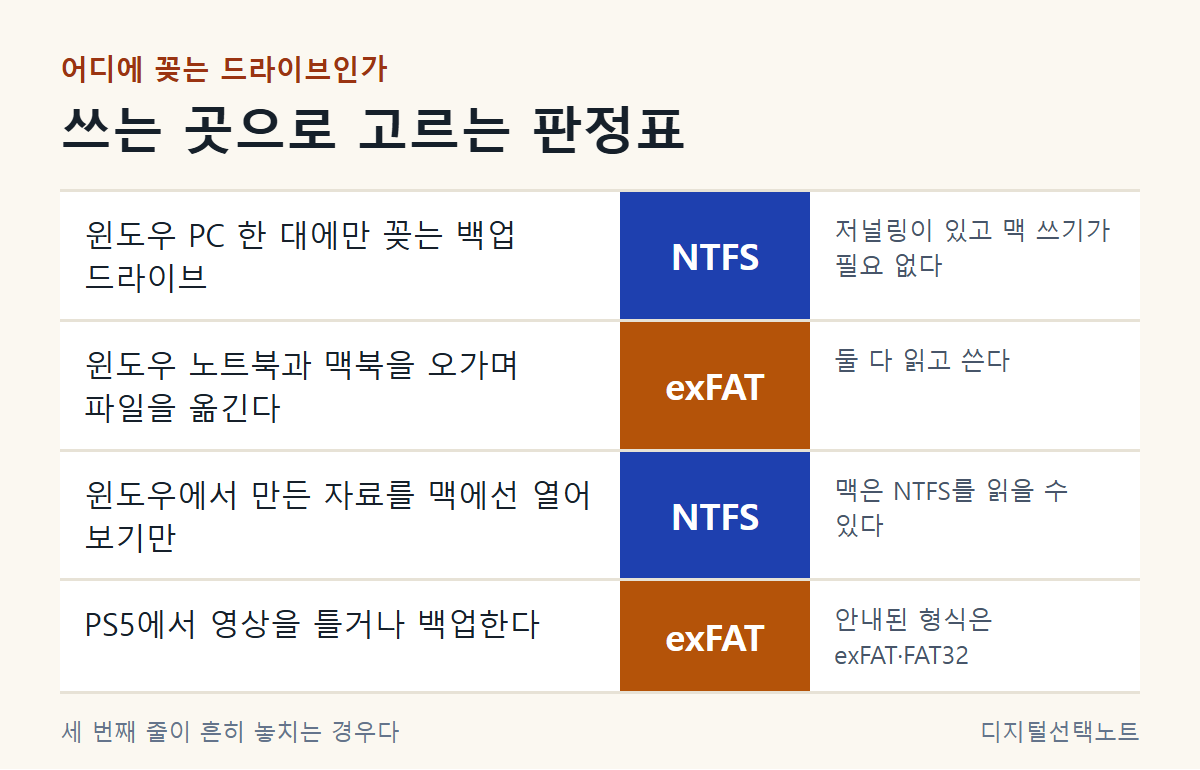 어디에 꽂는 드라이브인가
쓰는 곳으로 고르는 판정표
윈도우 PC 한 대에만 꽂는 백업
드라이브
NTFS
저널링이 있고 맥 쓰기가
필요 없다
윈도우 노트북과 맥북을 오가며
파일을 옮긴다
exFAT
둘 다 읽고 쓴다
윈도우에서 만든 자료를 맥에선 열어
보기만
NTFS
맥은 NTFS를 읽을 수
있다
PS5에서 영상을 틀거나 백업한다
exFAT
안내된 형식은
exFAT·FAT32
세 번째 줄이 흔히 놓치는 경우다
디지털선택노트